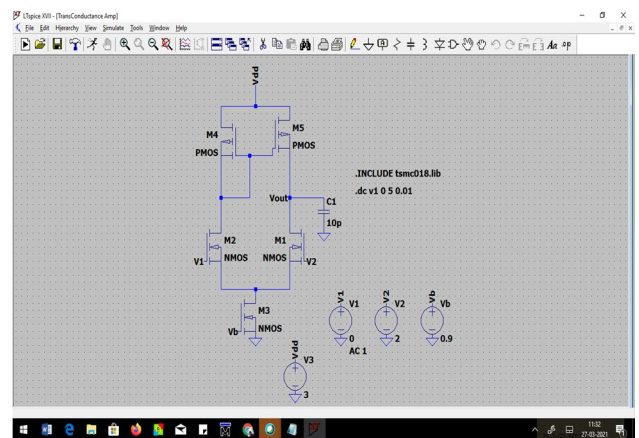 LTspice XVII - [TransConductance Amp]
File Edit Hierarchy View Simulate Tools Window Help
Vdd
M4
M5
PMOS
PMOS
.INCLUDE tsmc018.lib
.dc v1 0 5 0.01
Vout
C1
10p
M2
M1
V1
NMOS
NMOS
V2
M3
Vb
NMOS
V1
V1
0
AC 1
V2
V2
2
Vb
Vb
0.9
Vdd
V3
3
11:32
27-03-2021